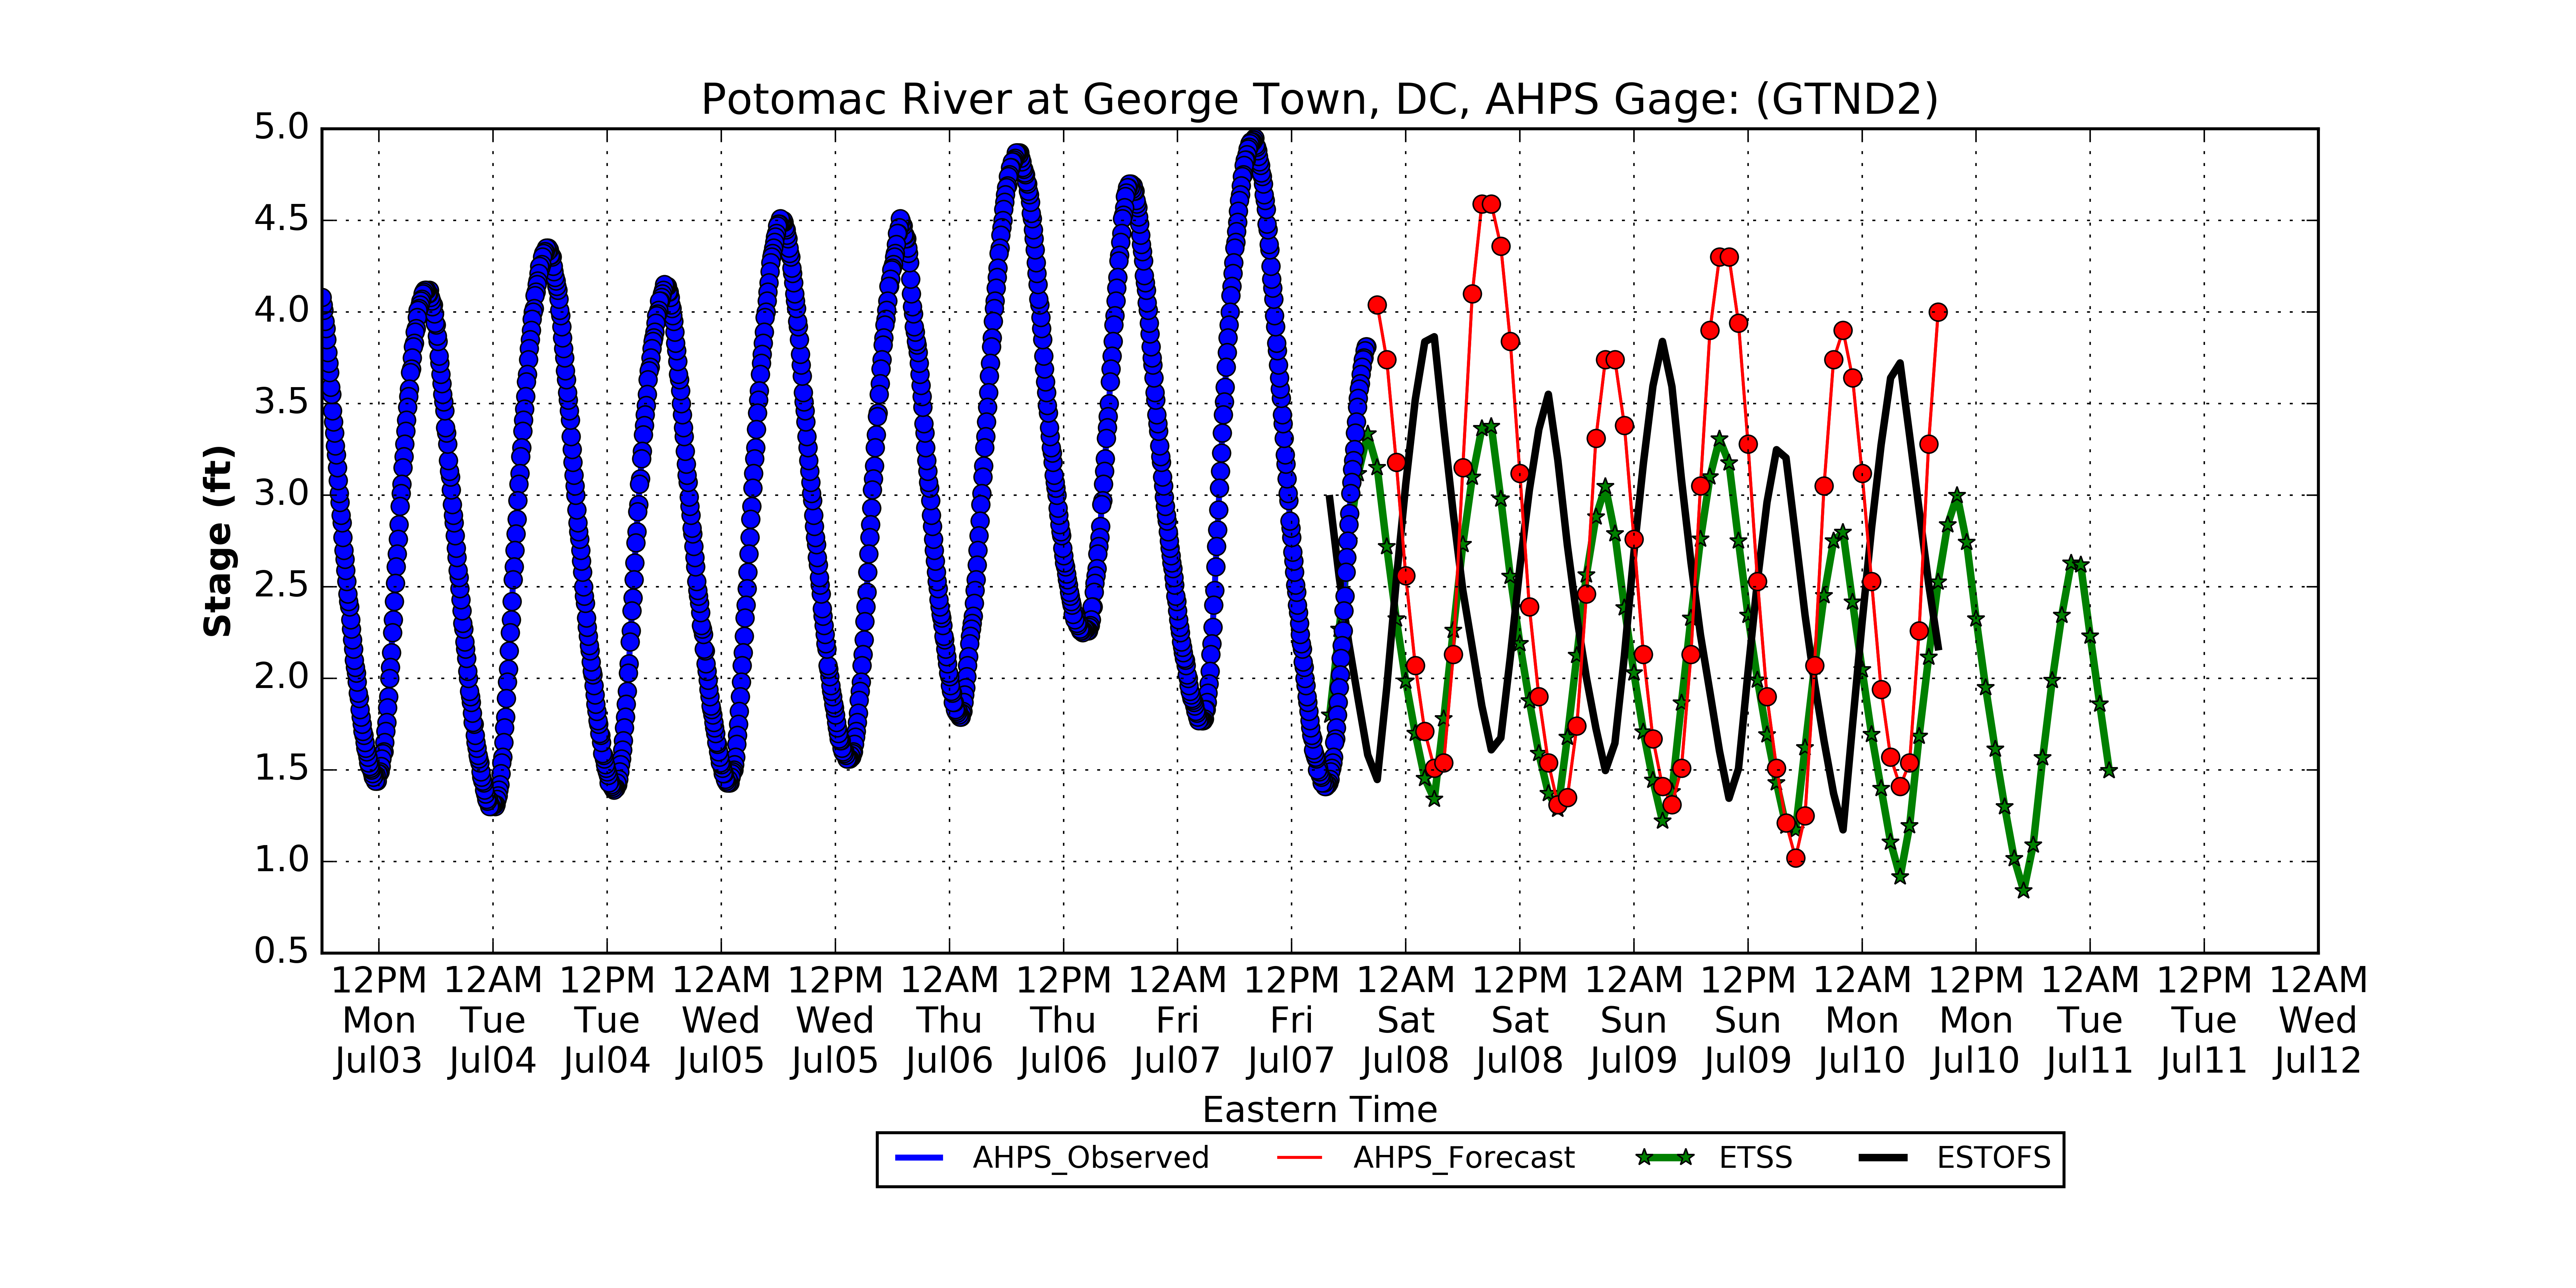 Potomac River at George Town, DC, AHPS Gage: (GTND2)
5.0
4.5
4.0
3.5
3.0
2.5
2.0
1.5
1.0
0.5
Stage (ft)
12PM 12AM 12PM 12AM 12PM 12AM 12PM 12AM 12PM 12AM 12PM 12AM 12PM 12AM 12PM 12AM 12PM 12AM
Mon Tue Tue Wed Wed Thu Thu Fri Fri Sat Sat Sun Sun Mon Mon Tue Tue Wed
Jul03 Jul04 Jul04 Jul05 Jul05 Jul06 Jul06 Jul07 Jul07 Jul08 Jul08 Jul09 Jul09 Jul10 Jul10 Jul11 Jul11 Jul12
Eastern Time
AHPS_Observed AHPS_Forecast ETSS ESTOFS